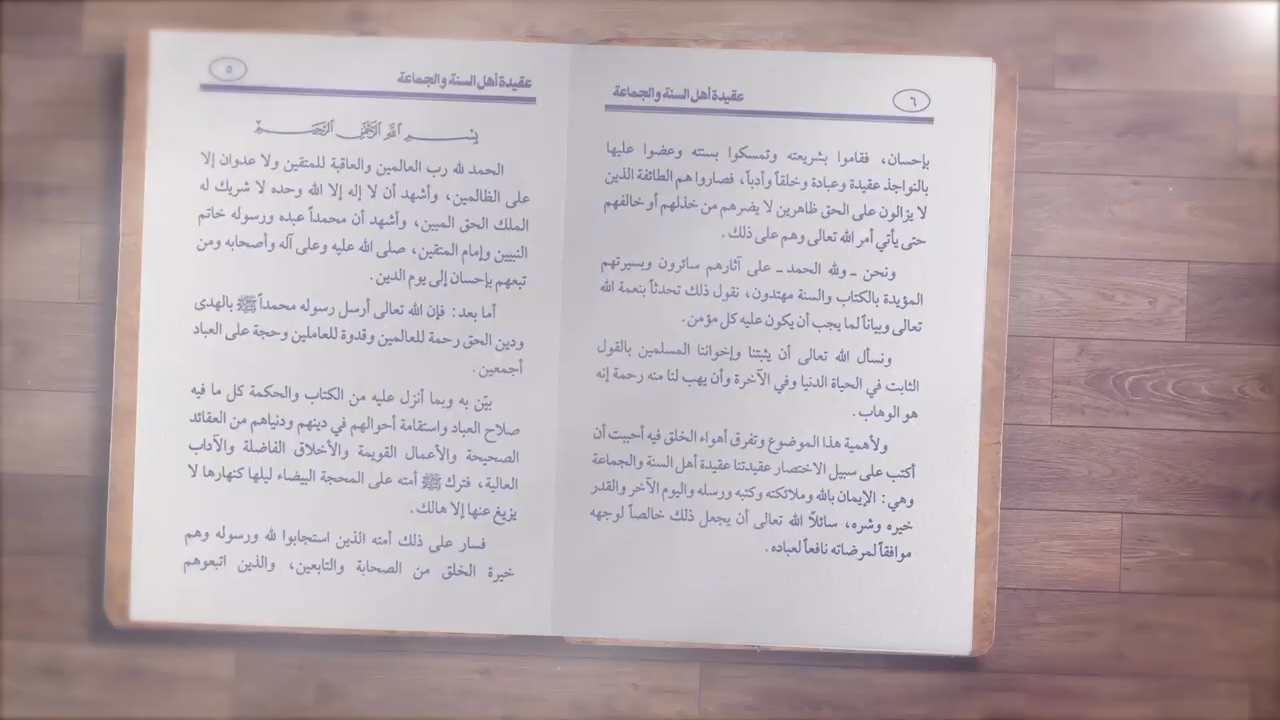 عقيدة أهل السنة والجماعة
٥
بسم الله الرحمن الرحيم
الحمد لله رب العالمين والعاقبة للمتقين ولا عدوان إلا
على الظالمين، وأشهد أن لا إله إلا الله وحده لا شريك له
الملك الحق المبين، وأشهد أن محمداً عبده ورسوله خاتم
النبيين وإمام المتقين، صلى الله عليه وعلى آله وأصحابه ومن
تبعهم بإحسان إلى يوم الدين.
أما بعد: فإن الله تعالى أرسل رسوله محمداً ﷺ بالهدى
ودين الحق رحمة للعالمين وقدوة للعاملين وحجة على العباد
أجمعين.
بيّن به وبما أنزل عليه من الكتاب والحكمة كل ما فيه
صلاح العباد واستقامة أحوالهم في دينهم ودنياهم من العقائد
الصحيحة والأعمال القويمة والأخلاق الفاضلة والآداب
العالية، فترك ﷺ أمته على المحجة البيضاء ليلها كنهارها لا
يزيغ عنها إلا هالك.
فسار على ذلك أمته الذين استجابوا لله ورسوله وهم
خيرة الخلق من الصحابة والتابعين، والذين اتبعوهم
٦
عقيدة أهل السنة والجماعة
بإحسان، فقاموا بشريعته وتمسكوا بسنته وعضوا عليها
بالنواجذ عقيدة وعبادة وخلقاً وأدباً، فصاروا هم الطائفة الذين
لا يزالون على الحق ظاهرين لا يضرهم من خذلهم أو خالفهم
حتى يأتي أمر الله تعالى وهم على ذلك.
ونحن ـ ولله الحمد ـ على آثارهم سائرون وبسيرتهم
المؤيدة بالكتاب والسنة مهتدون، نقول ذلك تحدثاً بنعمة الله
تعالى وبياناً لما يجب أن يكون عليه كل مؤمن.
ونسأل الله تعالى أن يثبتنا وإخواننا المسلمين بالقول
الثابت في الحياة الدنيا وفي الآخرة وأن يهب لنا منه رحمة إنه
هو الوهاب.
ولأهمية هذا الموضوع وتفرق أهواء الخلق فيه أحببت أن
أكتب على سبيل الاختصار عقيدتنا عقيدة أهل السنة والجماعة
وهي: الإيمان بالله وملائكته وكتبه ورسله واليوم الآخر والقدر
خيره وشره، سائلاً الله تعالى أن يجعل ذلك خالصاً لوجهه
موافقاً لمرضاته نافعاً لعباده.